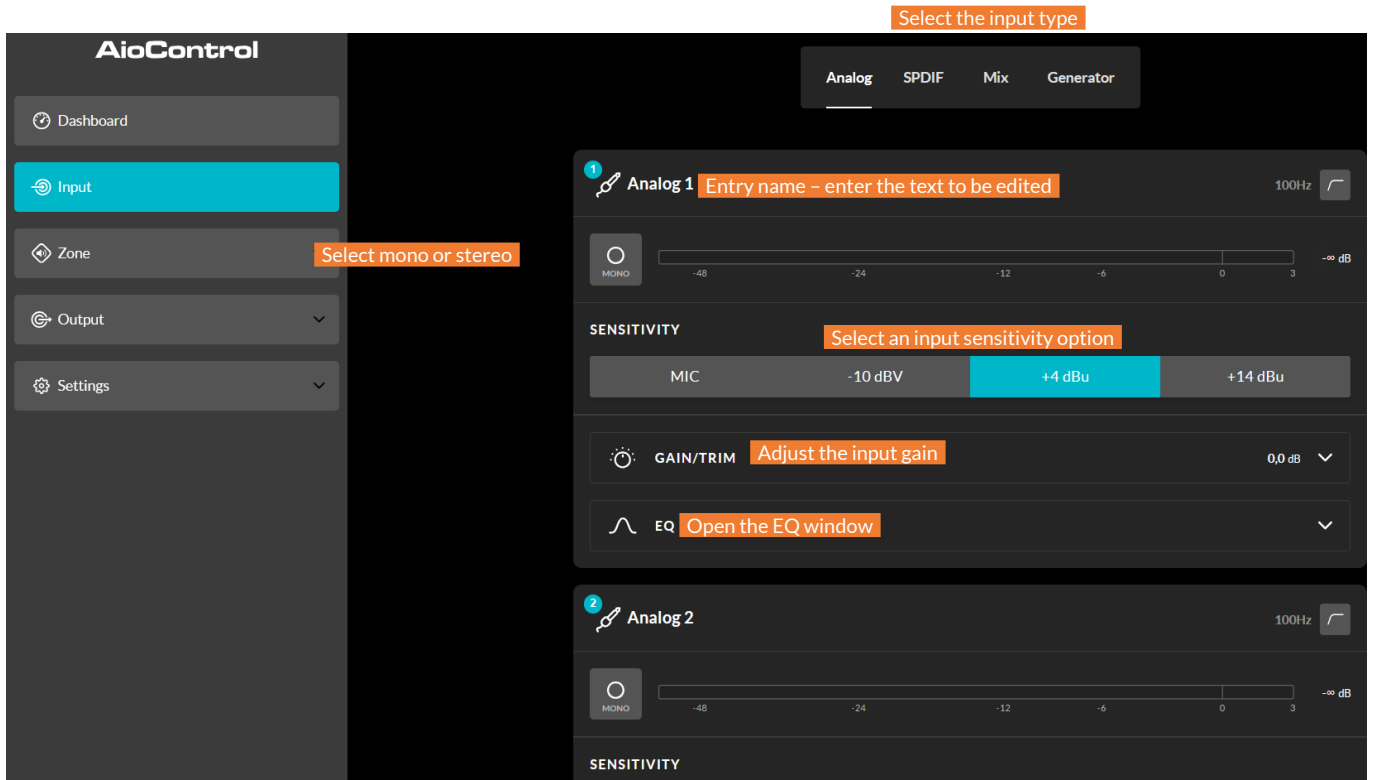 Select the input type
AioControl
Analog SPDIF Mix Generator
Dashboard
Input
Zone
Output
Settings
Select mono or stereo
1
Analog 1 Entry name – enter the text to be edited 100Hz
MONO -48 -24 -12 -6 0 3 -∞ dB
SENSITIVITY Select an input sensitivity option
MIC -10 dBV +4 dBu +14 dBu
GAIN/TRIM Adjust the input gain 0,0 dB
EQ Open the EQ window
2
Analog 2 100Hz
MONO -48 -24 -12 -6 0 3 -∞ dB
SENSITIVITY